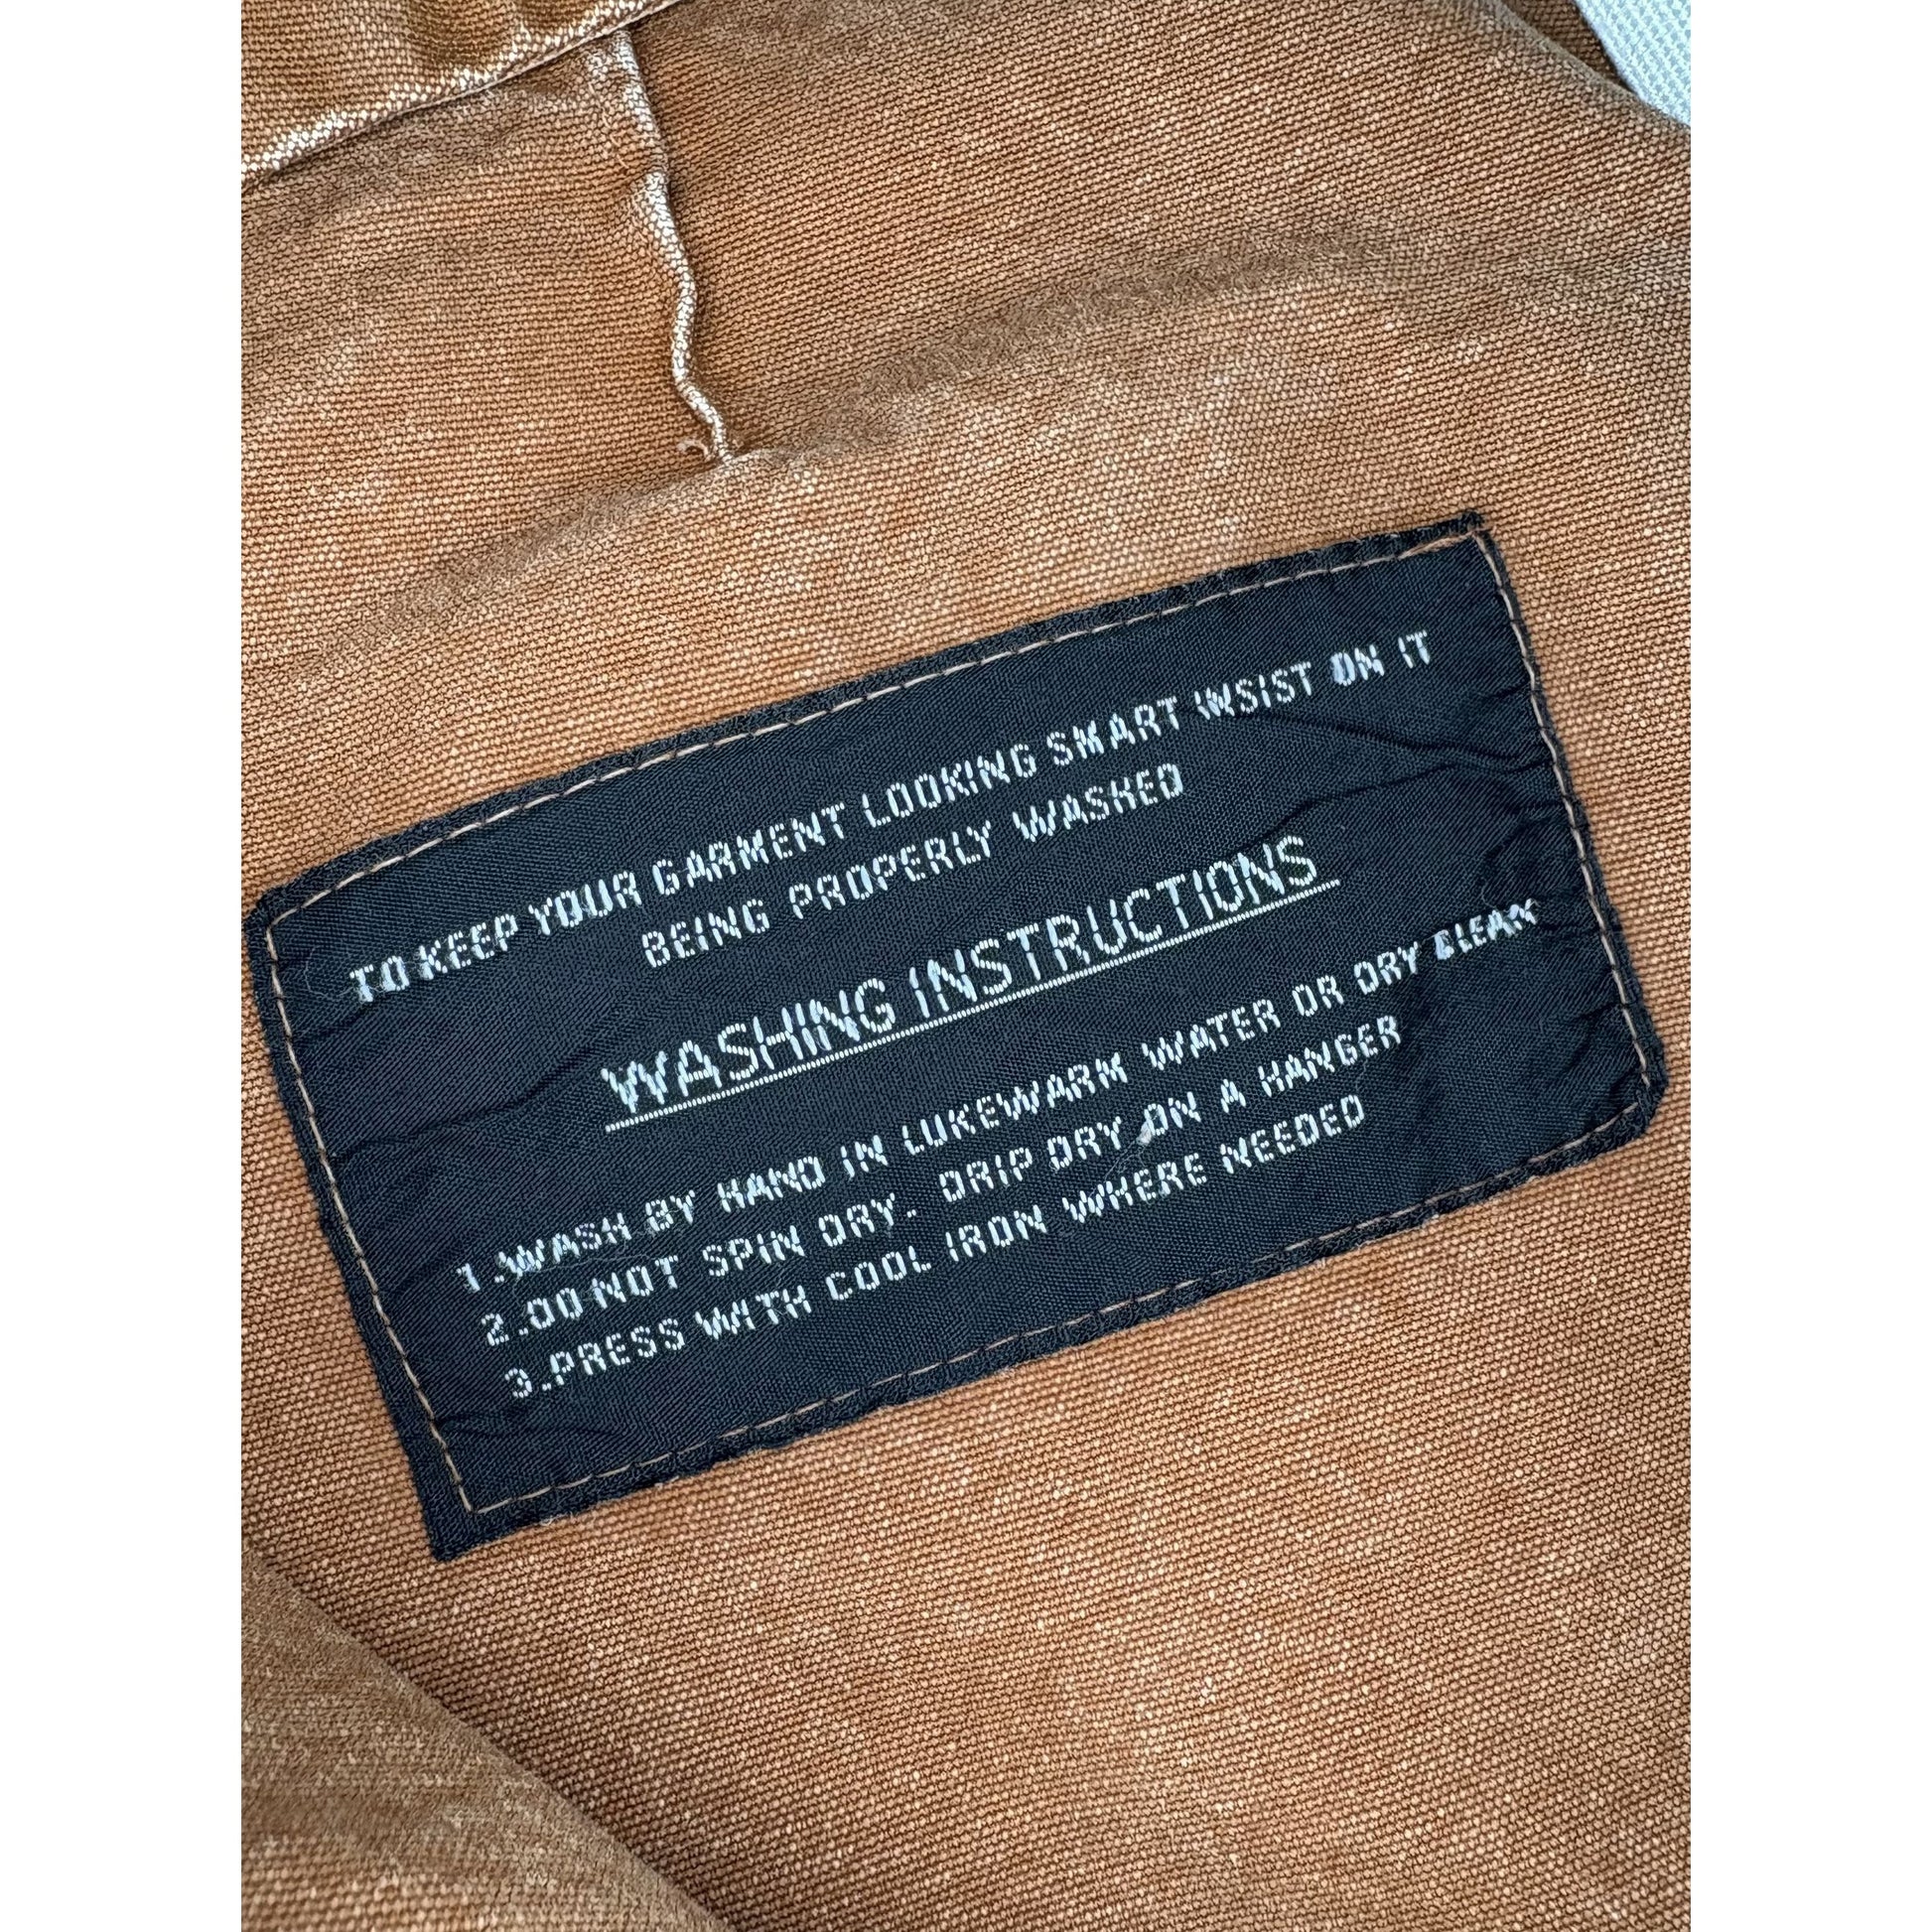 TO KEEP YOUR GARMENT LOOKING SMART INSIST ON IT
BEING PROPERLY WASHED
WASHING INSTRUCTIONS
1.WASH BY HAND IN LUKEWARM WATER OR DRY CLEAN
2.DO NOT SPIN DRY. DRIP DRY ON A HANGER
3.PRESS WITH COOL IRON WHERE NEEDED